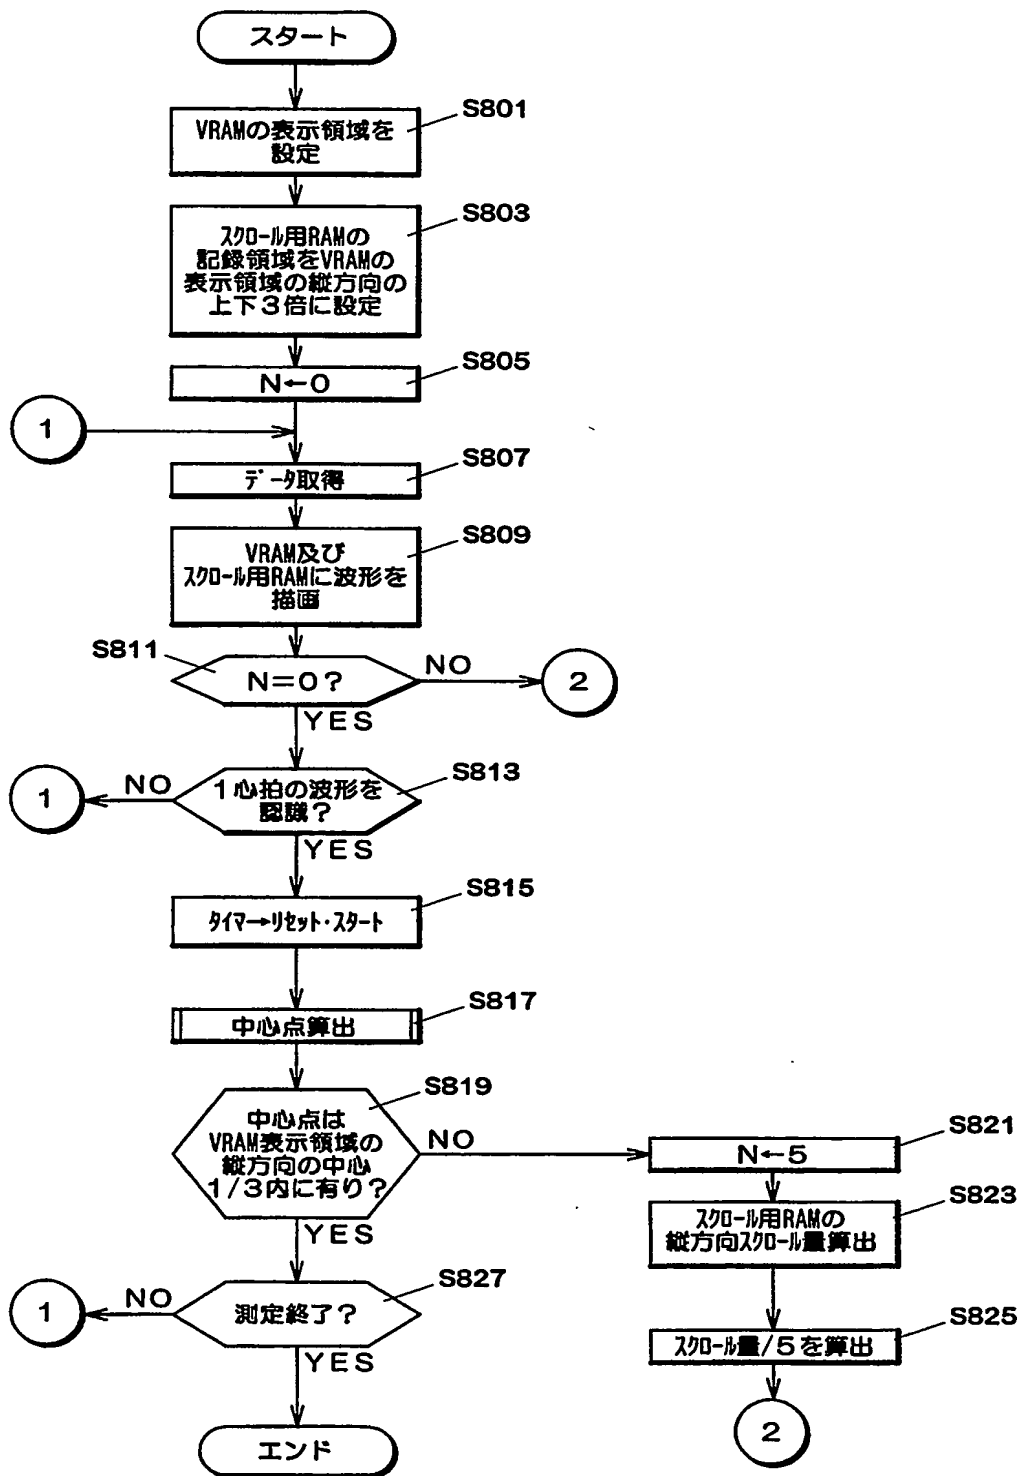 スタート
S801
VRAMの表示領域を
設定
S803
スクロール用RAMの
記録領域をVRAMの
表示領域の縦方向の
上下3倍に設定
S805
N←0
1
S807
データ取得
S809
VRAM及び
スクロール用RAMに波形を
描画
S811
N=0?
NO
2
YES
S813
1心拍の波形を
認識?
NO
1
YES
S815
タイマ→リセット・スタート
S817
中心点算出
S819
中心点は
VRAM表示領域の
縦方向の中心
1/3内に有り?
NO
YES
S821
N←5
S823
スクロール用RAMの
縦方向スクロール量算出
S825
スクロール量/5を算出
2
S827
測定終了?
NO
1
YES
エンド